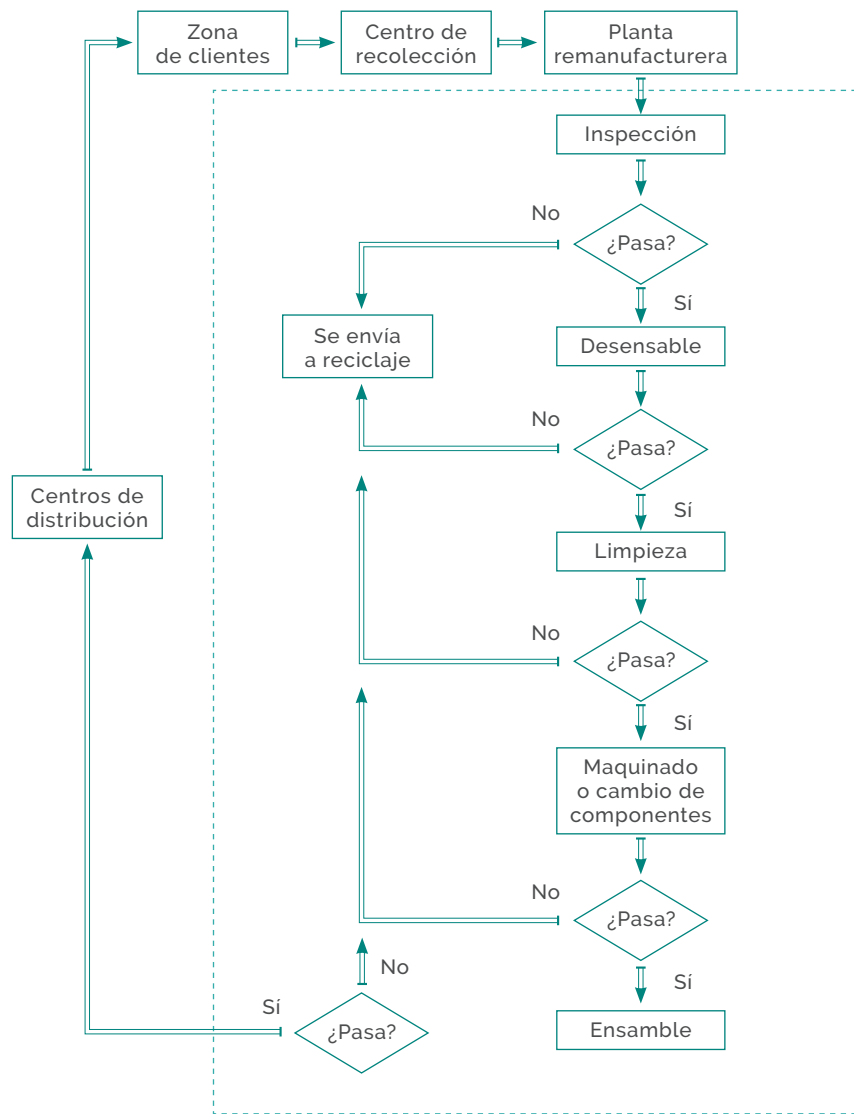 Zona
de clientes
Centro de
recolección
Planta
remanufacturera
Inspección
No
¿Pasa?
Sí
Se envía
a reciclaje
Desensable
No
¿Pasa?
Sí
Centros de
distribución
Limpieza
No
¿Pasa?
Sí
Maquinado
o cambio de
componentes
No
¿Pasa?
Sí
No
Sí
¿Pasa?
Ensamble